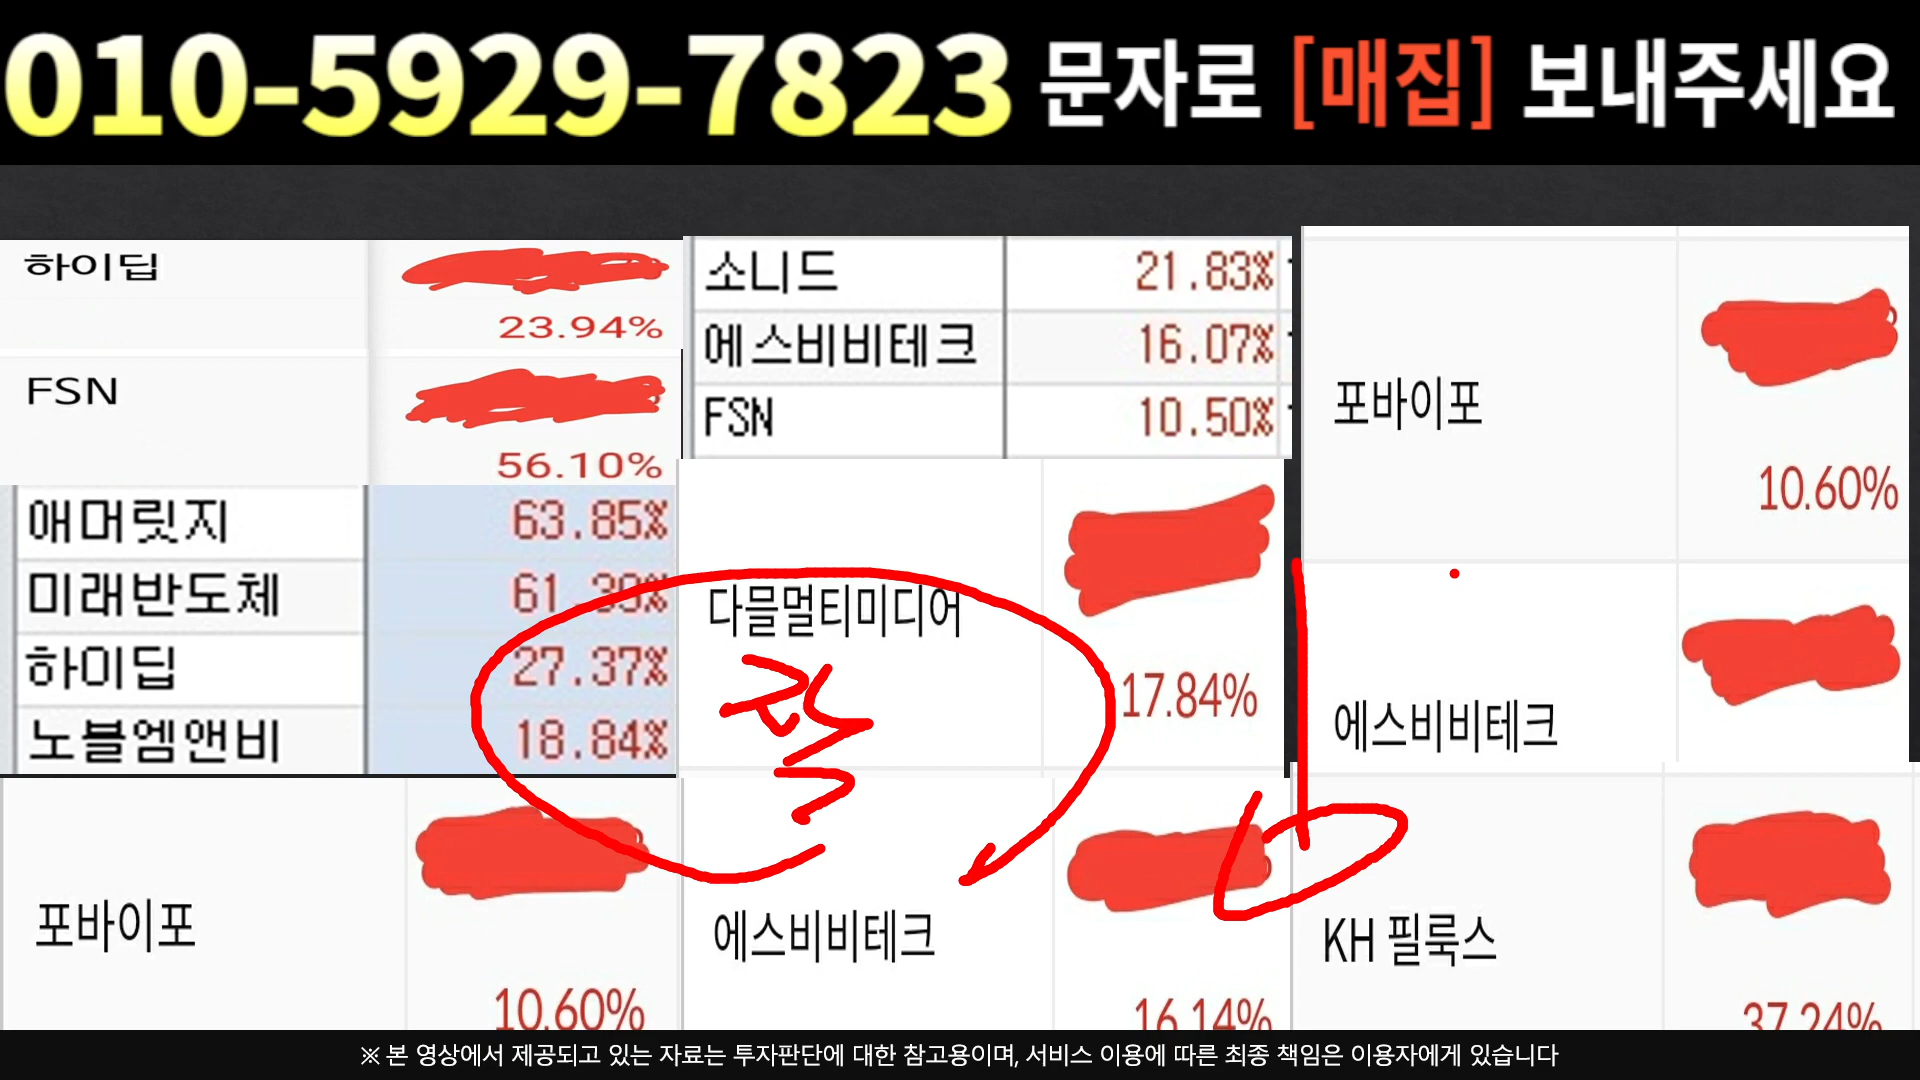 010-5929-7823 문자로 [매집] 보내주세요
하이딥
23.94%
FSN
56.10%
애머릿지 63.85%
미래반도체 61.39%
하이딥 27.37%
노블엠앤비 18.84%
소니드 21.83%
에스비비테크 16.07%
FSN 10.50%
다믈멀티미디어
17.84%
포바이포
10.60%
에스비비테크
포바이포
10.60%
에스비비테크
16.14%
KH 필룩스
37.24%
※ 본 영상에서 제공되고 있는 자료는 투자판단에 대한 참고용이며, 서비스 이용에 따른 최종 책임은 이용자에게 있습니다